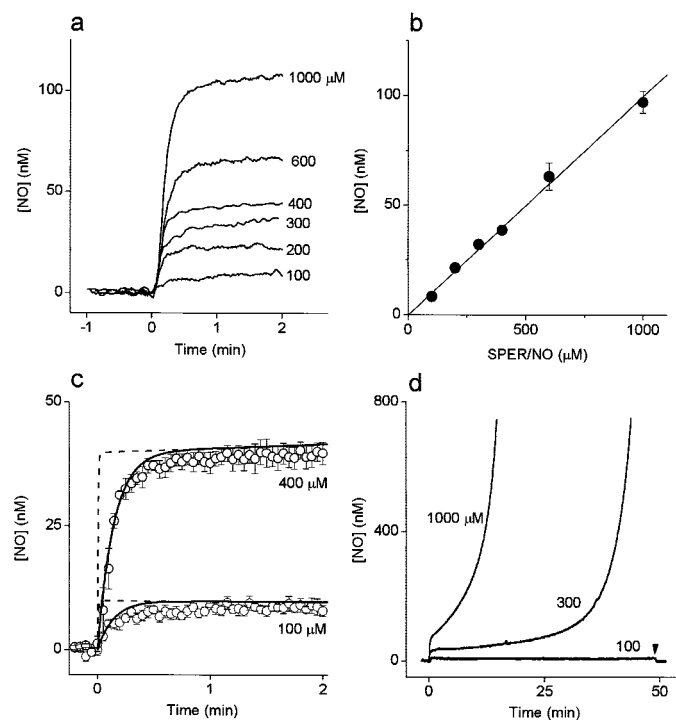 a
[NO] (nM)
100
50
0
1000 μM
600
400
300
200
100
-1
0
1
2
Time (min)
b
[NO] (nM)
100
50
0
0
500
1000
SPER/NO (μM)
c
[NO] (nM)
50
25
0
400 μM
100 μM
0
1
2
Time (min)
d
[NO] (nM)
800
400
0
1000 μM
300
100
0
25
50
Time (min)